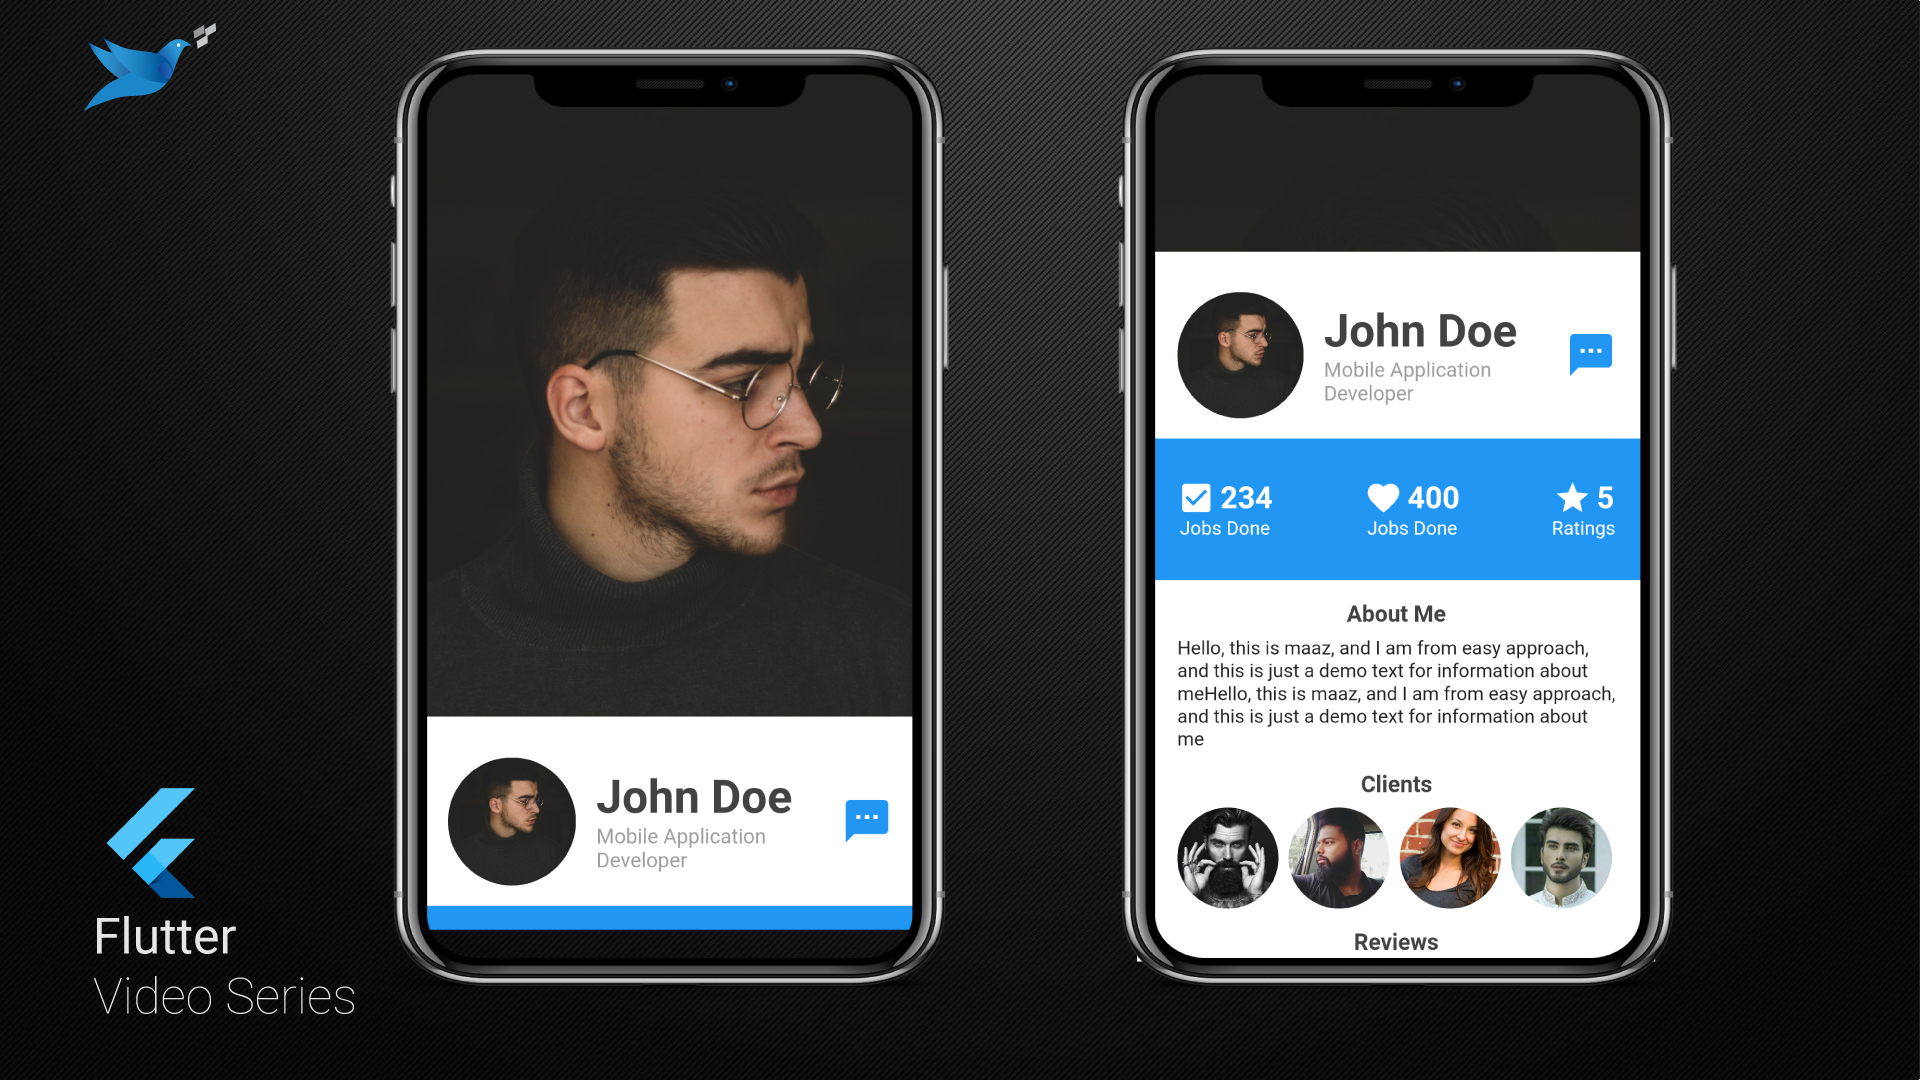 John Doe
Mobile Application
Developer
John Doe
Mobile Application
Developer
234
Jobs Done
400
Jobs Done
5
Ratings
About Me
Hello, this is maaz, and I am from easy approach,
and this is just a demo text for information about
meHello, this is maaz, and I am from easy approach,
and this is just a demo text for information about
me
Clients
Reviews
Flutter
Video Series